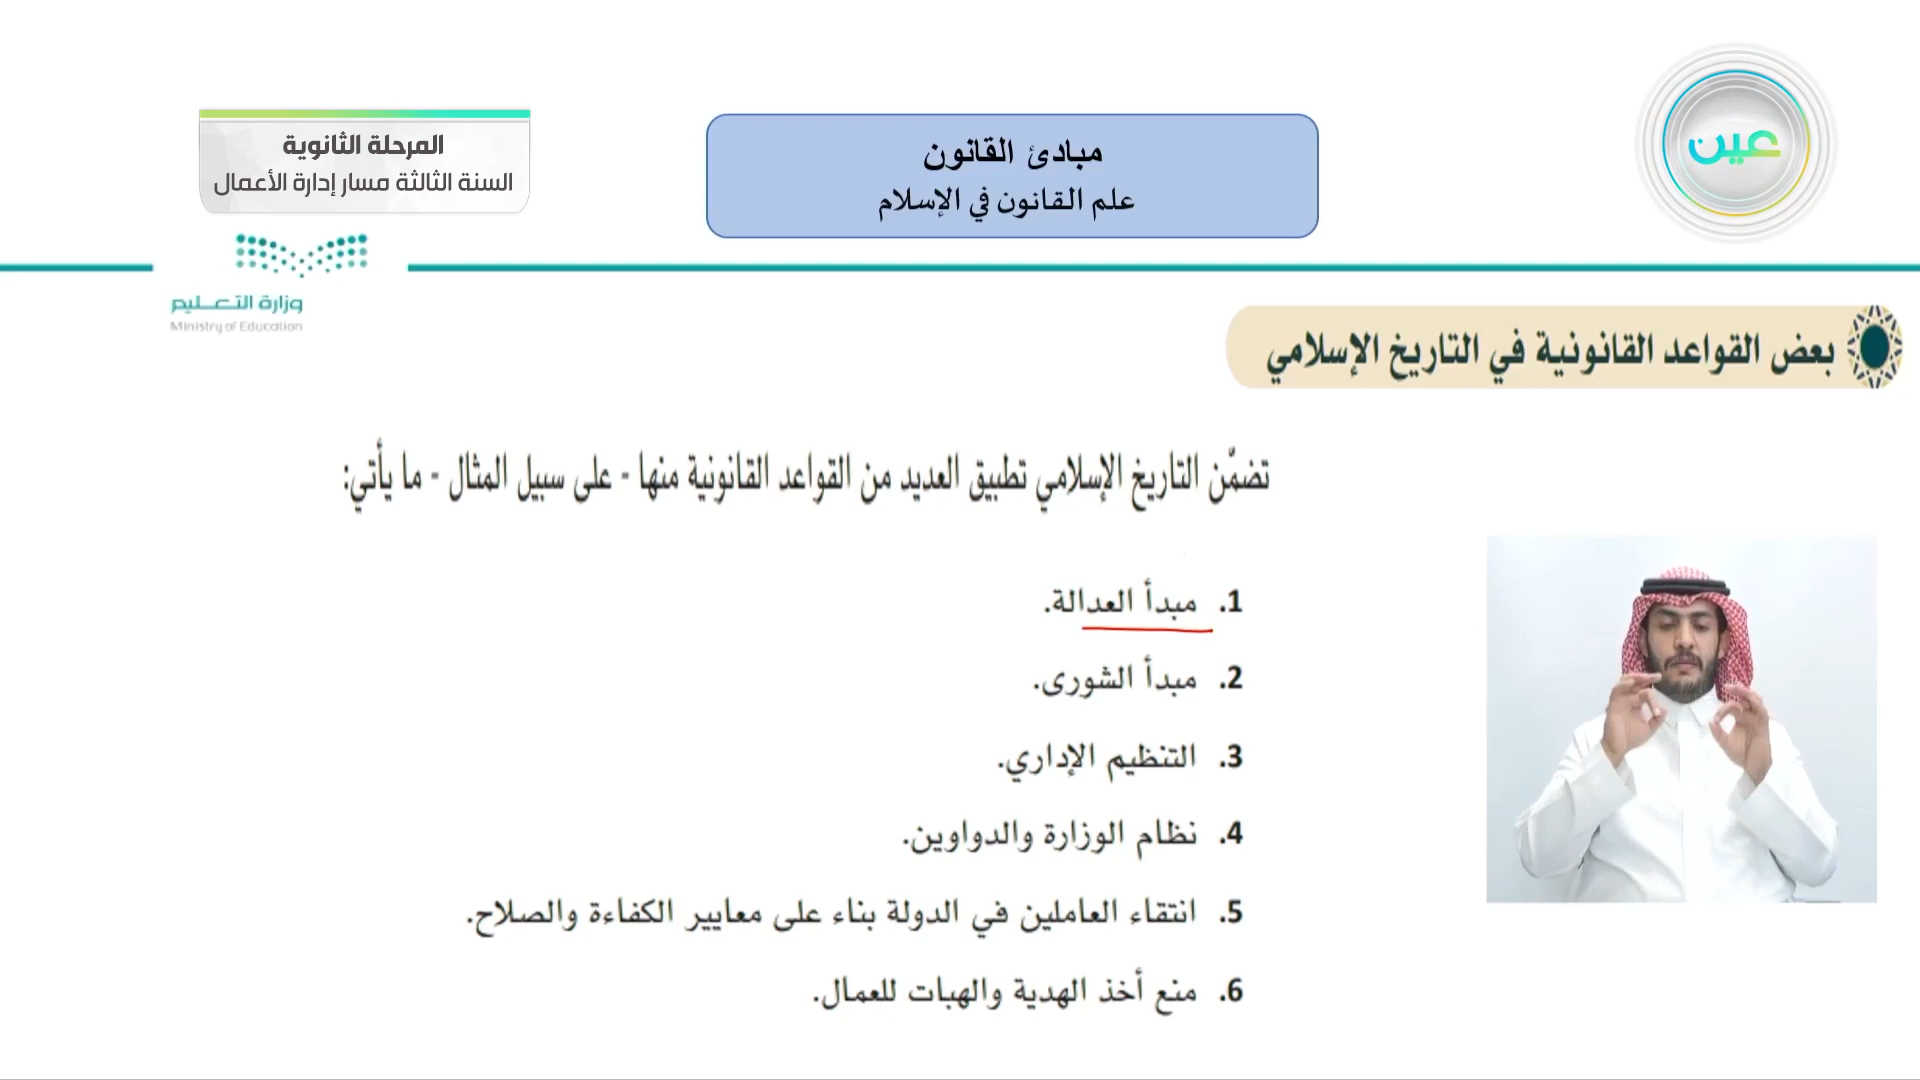 المرحلة الثانوية
السنة الثالثة مسار إدارة الأعمال
مبادئ القانون
علم القانون في الإسلام
عين
وزارة التعليم
Ministry of Education
بعض القواعد القانونية في التاريخ الإسلامي
تضمَّن التاريخ الإسلامي تطبيق العديد من القواعد القانونية منها - على سبيل المثال - ما يأتي:
1. مبدأ العدالة.
2. مبدأ الشورى.
3. التنظيم الإداري.
4. نظام الوزارة والدواوين.
5. انتقاء العاملين في الدولة بناء على معايير الكفاءة والصلاح.
6. منع أخذ الهدية والهبات للعمال.